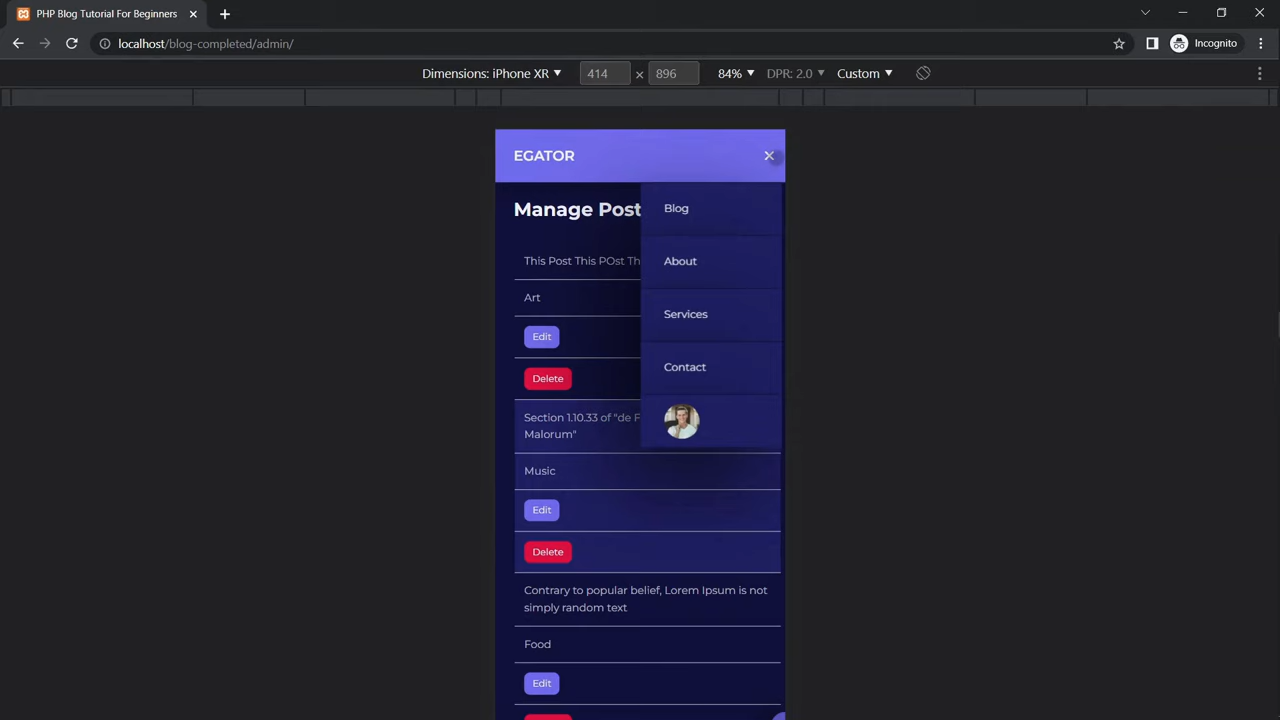 PHP Blog Tutorial For Beginners
localhost/blog-completed/admin/
Incognito
Dimensions: iPhone XR 414 × 896 84% DPR: 2.0 Custom
EGATOR
Manage Post
Blog
About
Services
Contact
This Post This POst Th
Art
Edit
Delete
Section 1.10.33 of "de F
Malorum"
Music
Edit
Delete
Contrary to popular belief, Lorem Ipsum is not
simply random text
Food
Edit